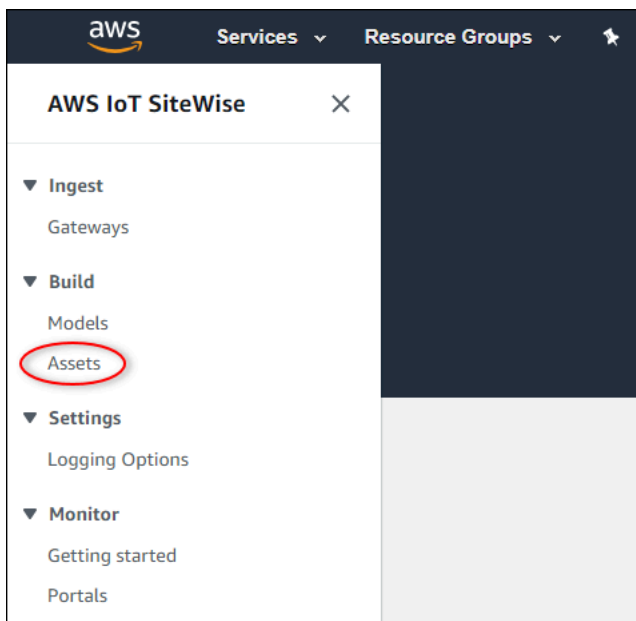 aws Services Resource Groups
AWS IoT SiteWise
Ingest
Gateways
Build
Models
Assets
Settings
Logging Options
Monitor
Getting started
Portals